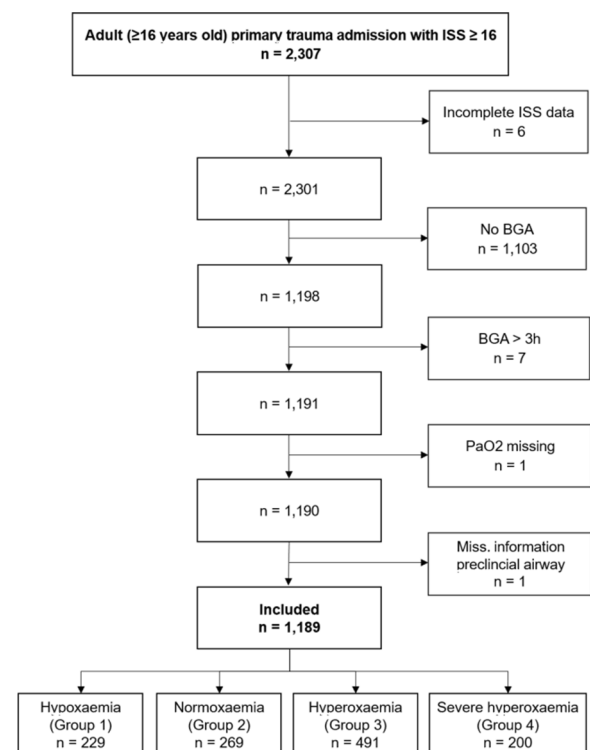 Adult (≥16 years old) primary trauma admission with ISS ≥ 16
n = 2,307
Incomplete ISS data
n = 6
n = 2,301
No BGA
n = 1,103
n = 1,198
BGA > 3h
n = 7
n = 1,191
PaO2 missing
n = 1
n = 1,190
Miss. information
preclincial airway
n = 1
Included
n = 1,189
Hypoxaemia
(Group 1)
n = 229
Normoxaemia
(Group 2)
n = 269
Hyperoxaemia
(Group 3)
n = 491
Severe hyperoxaemia
(Group 4)
n = 200